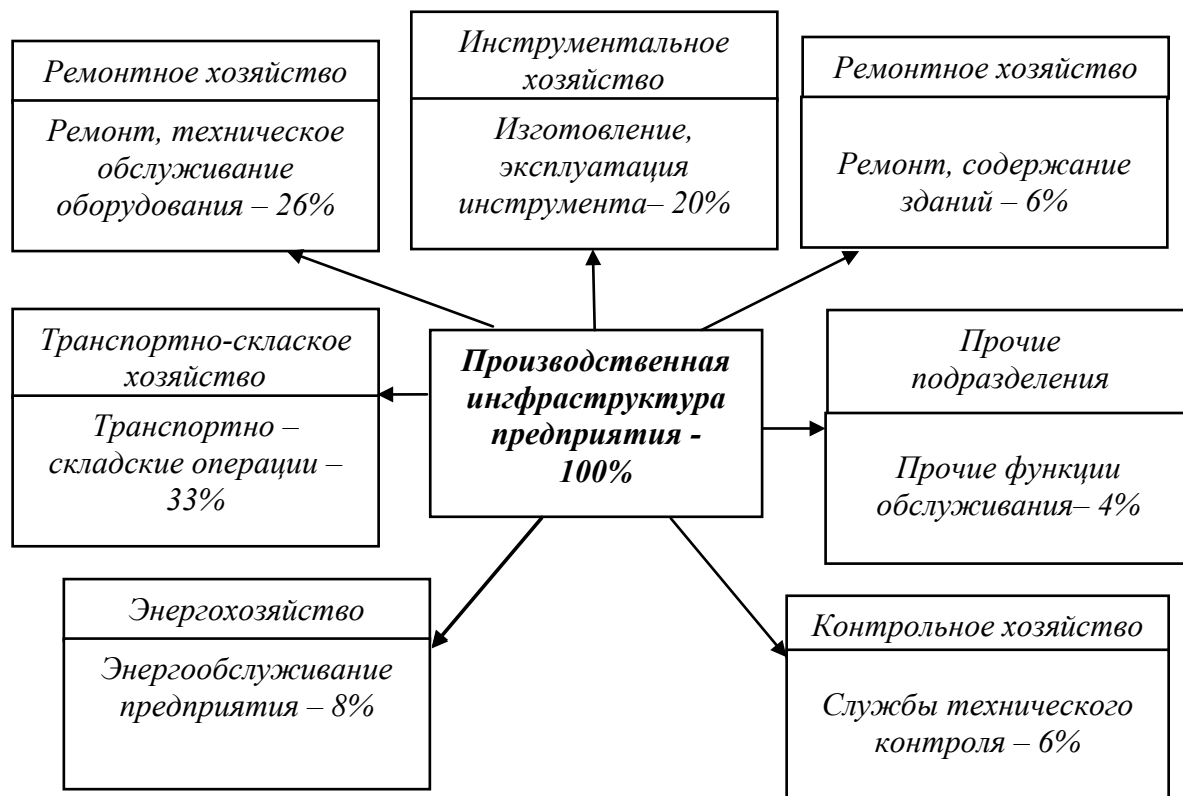 Ремонтное хозяйство
Ремонт, техническое
обслуживание
оборудования – 26%
Инструментальное
хозяйство
Изготовление,
эксплуатация
инструмента– 20%
Ремонтное хозяйство
Ремонт, содержание
зданий – 6%
Транспортно-склаское
хозяйство
Транспортно –
складские операции –
33%
Производственная
ингфраструктура
предприятия -
100%
Прочие
подразделения
Прочие функции
обслуживания– 4%
Энергохозяйство
Энергообслуживание
предприятия – 8%
Контрольное хозяйство
Службы технического
контроля – 6%